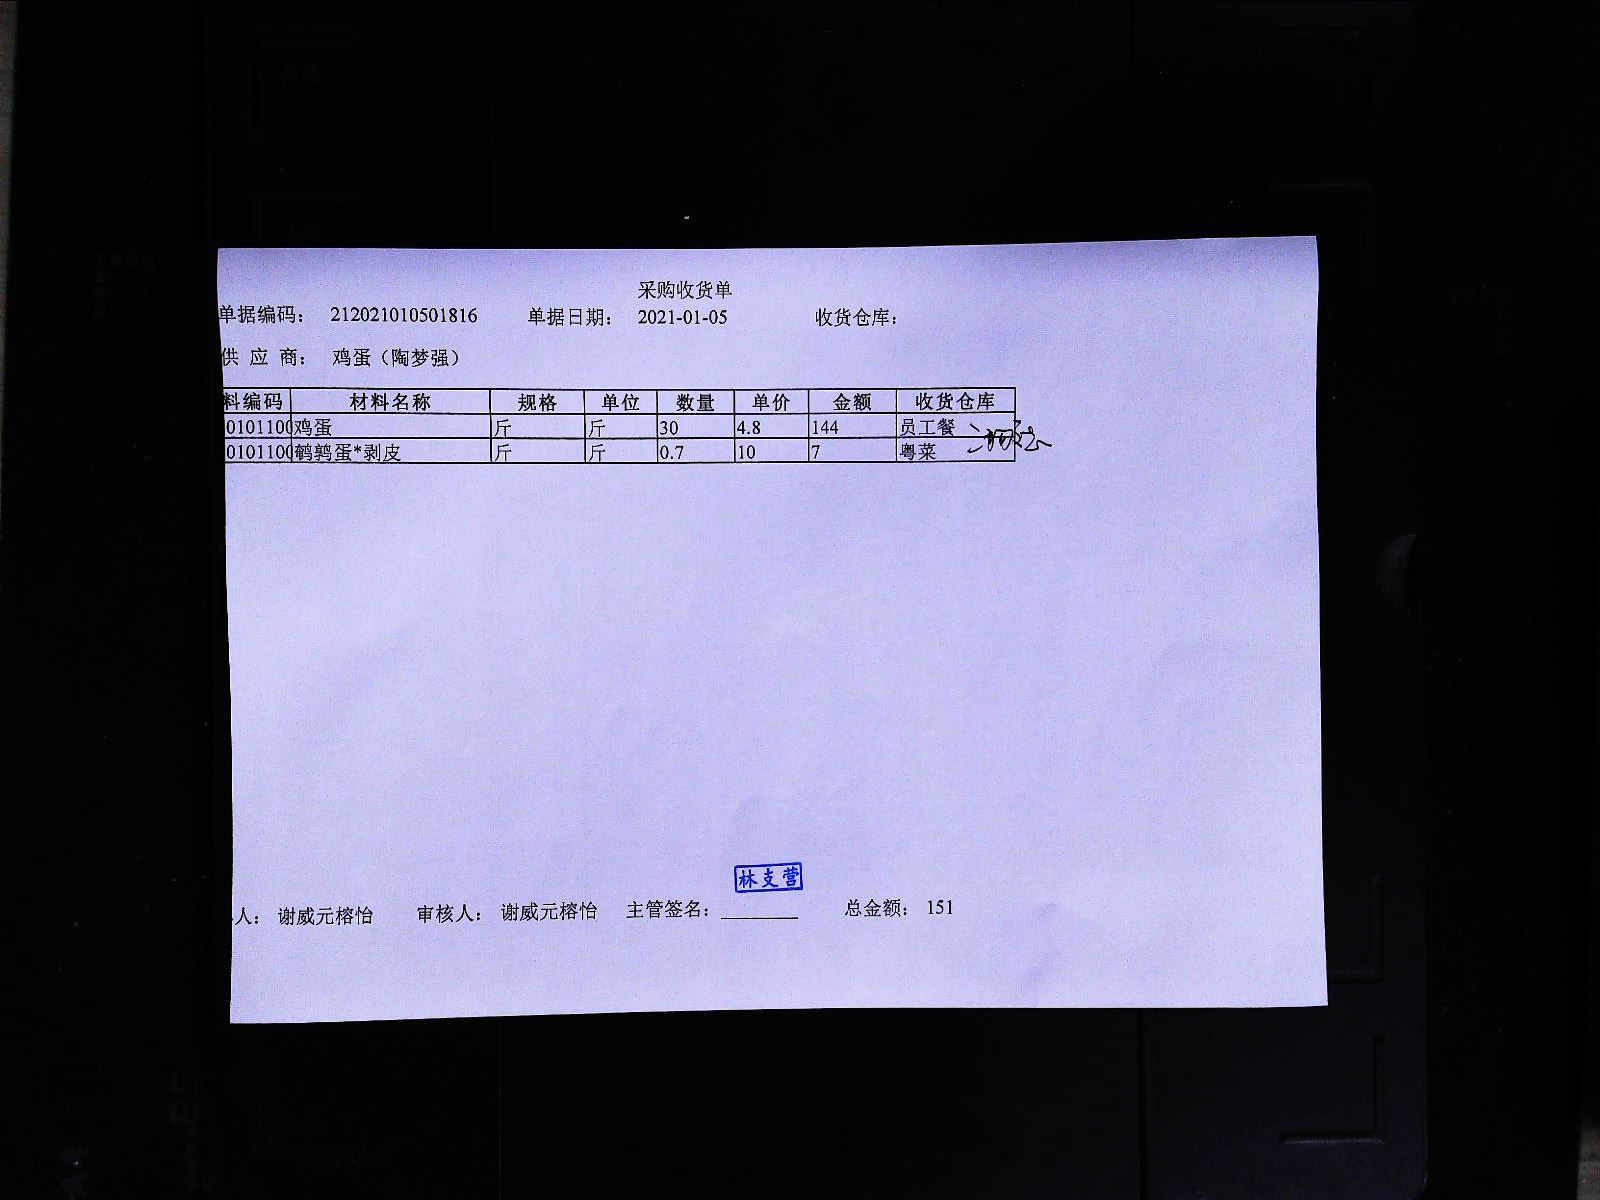 采购收货单
单据编码： 212021010501816 单据日期： 2021-01-05 收货仓库：
供 应 商： 鸡蛋（陶梦强）
料编码 材料名称 规格 单位 数量 单价 金额 收货仓库
0101100 鸡蛋 斤 斤 30 4.8 144 员工餐
0101100 鹌鹑蛋*剥皮 斤 斤 0.7 10 7 粤菜
林支营
人： 谢威元榕怡 审核人： 谢威元榕怡 主管签名： 总金额： 151